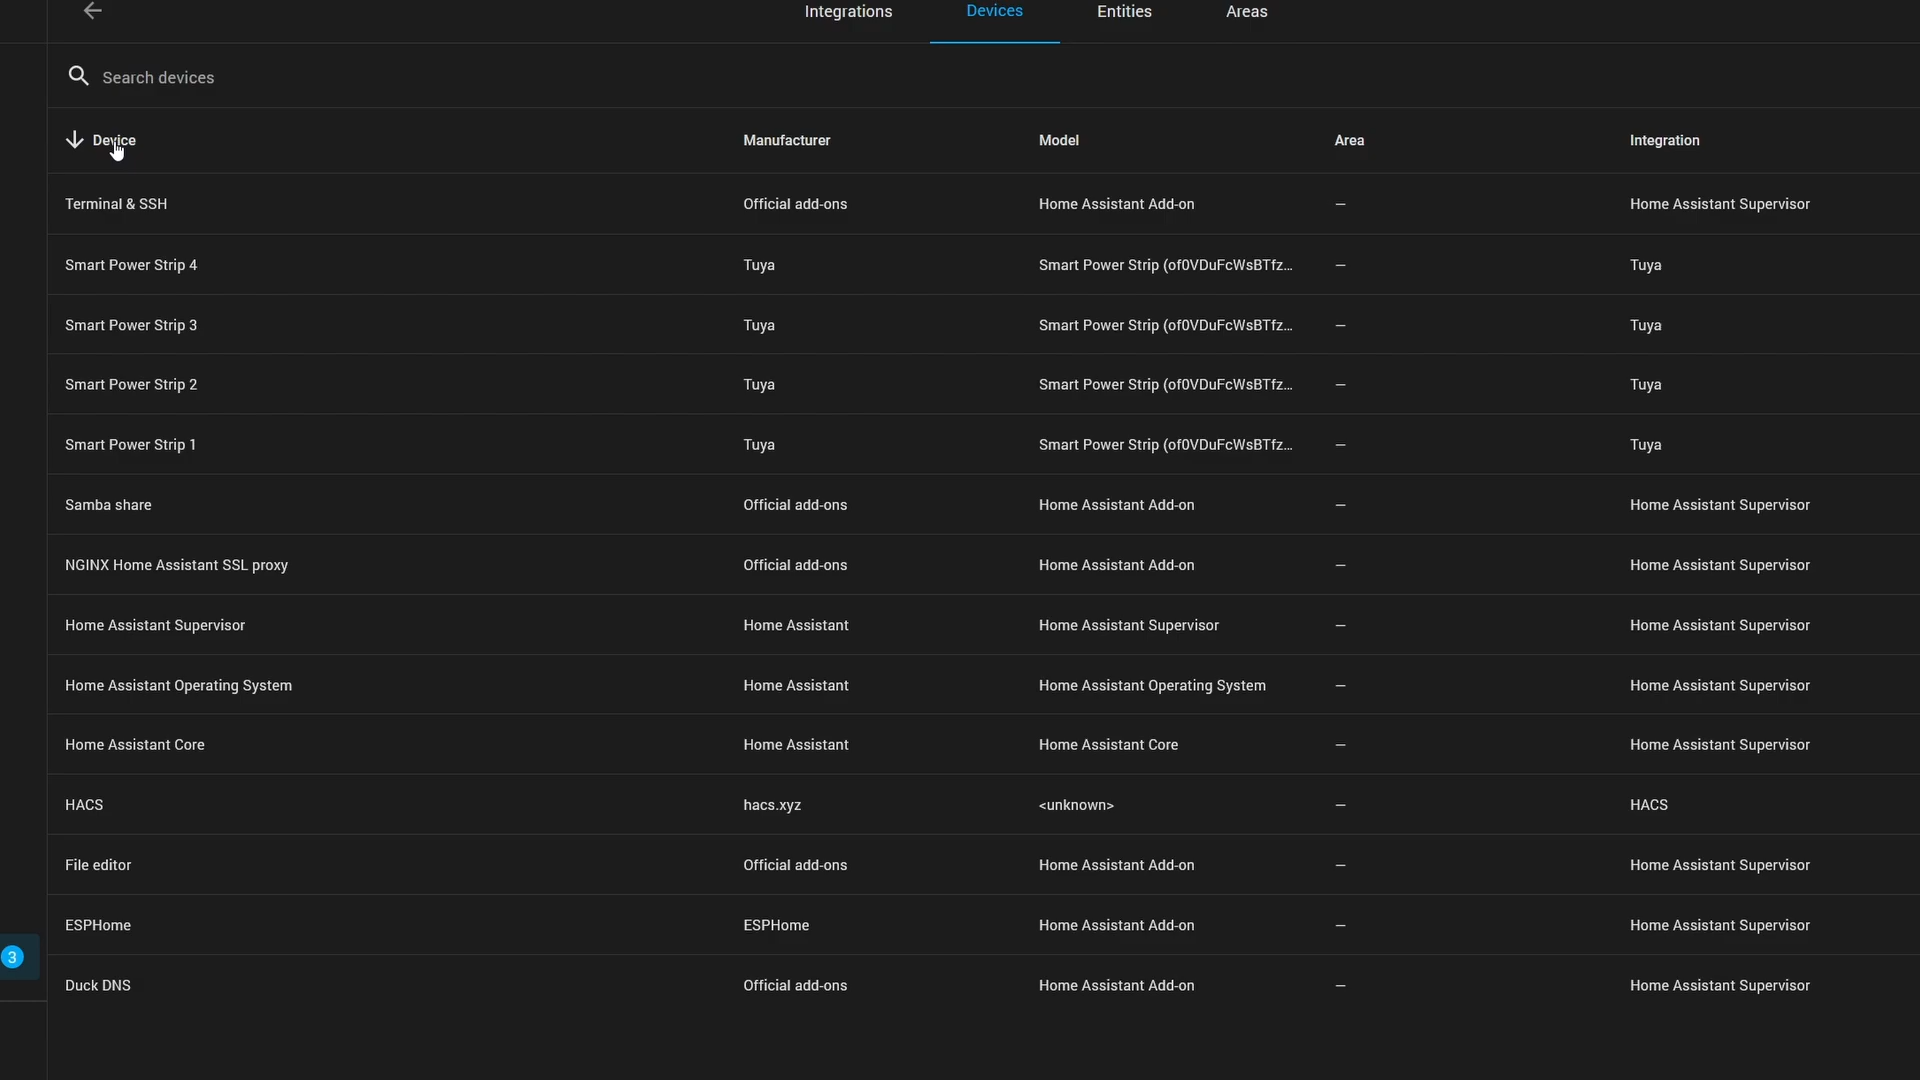 Integrations Devices Entities Areas
Search devices
Device Manufacturer Model Area Integration
Terminal & SSH Official add-ons Home Assistant Add-on — Home Assistant Supervisor
Smart Power Strip 4 Tuya Smart Power Strip (of0VDuFcWsBTfz... — Tuya
Smart Power Strip 3 Tuya Smart Power Strip (of0VDuFcWsBTfz... — Tuya
Smart Power Strip 2 Tuya Smart Power Strip (of0VDuFcWsBTfz... — Tuya
Smart Power Strip 1 Tuya Smart Power Strip (of0VDuFcWsBTfz... — Tuya
Samba share Official add-ons Home Assistant Add-on — Home Assistant Supervisor
NGINX Home Assistant SSL proxy Official add-ons Home Assistant Add-on — Home Assistant Supervisor
Home Assistant Supervisor Home Assistant Home Assistant Supervisor — Home Assistant Supervisor
Home Assistant Operating System Home Assistant Home Assistant Operating System — Home Assistant Supervisor
Home Assistant Core Home Assistant Home Assistant Core — Home Assistant Supervisor
HACS hacs.xyz <unknown> — HACS
File editor Official add-ons Home Assistant Add-on — Home Assistant Supervisor
ESPHome ESPHome Home Assistant Add-on — Home Assistant Supervisor
3
Duck DNS Official add-ons Home Assistant Add-on — Home Assistant Supervisor